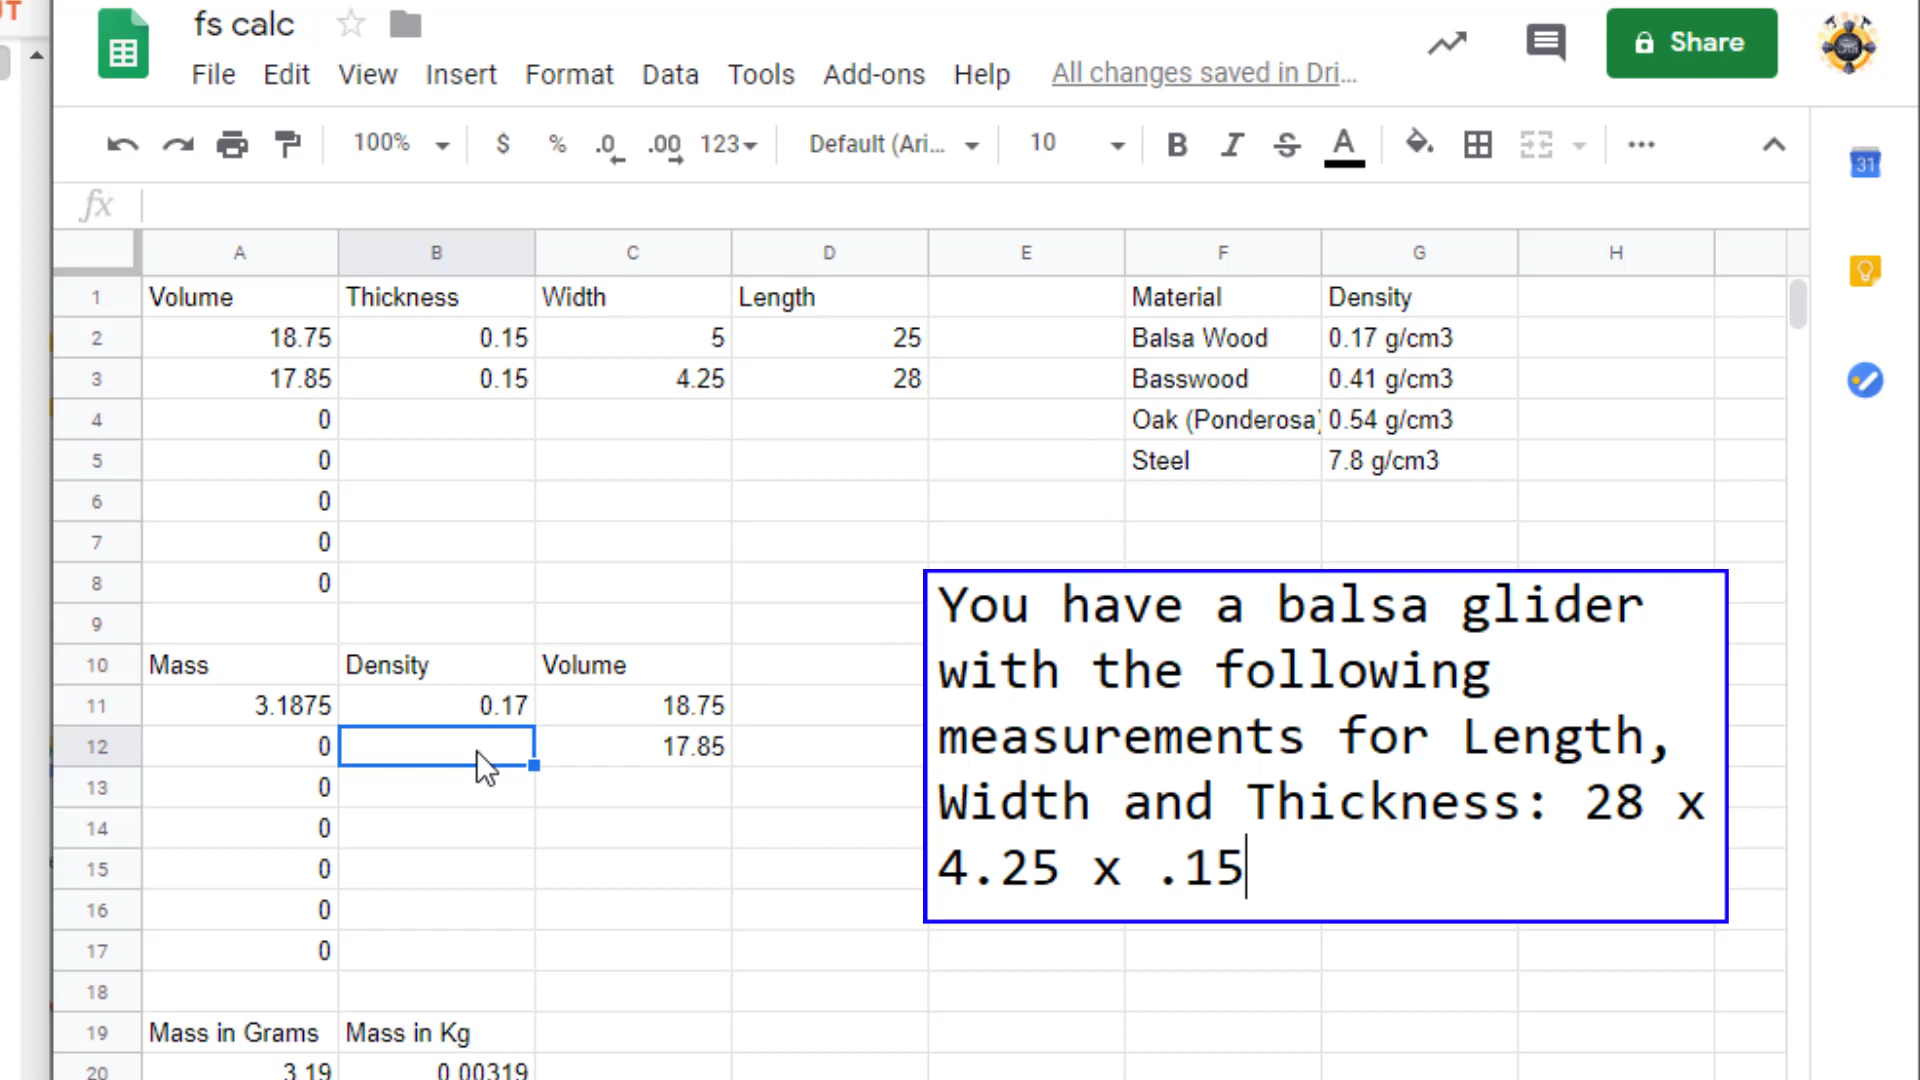 UT
fs calc
File Edit View Insert Format Data Tools Add-ons Help All changes saved in Dri...
Share
100% $ % .0 .00 123 Default (Ari... 10 B I S A ...
31
fx
A B C D E F G H
1 Volume Thickness Width Length Material Density
2 18.75 0.15 5 25 Balsa Wood 0.17 g/cm3
3 17.85 0.15 4.25 28 Basswood 0.41 g/cm3
4 0 Oak (Ponderosa) 0.54 g/cm3
5 0 Steel 7.8 g/cm3
6 0
7 0
8 0
9
10 Mass Density Volume
11 3.1875 0.17 18.75
12 0 17.85
13 0
14 0
15 0
16 0
17 0
18
19 Mass in Grams Mass in Kg
20 3.19 0.00319
You have a balsa glider
with the following
measurements for Length,
Width and Thickness: 28 x
4.25 x .15